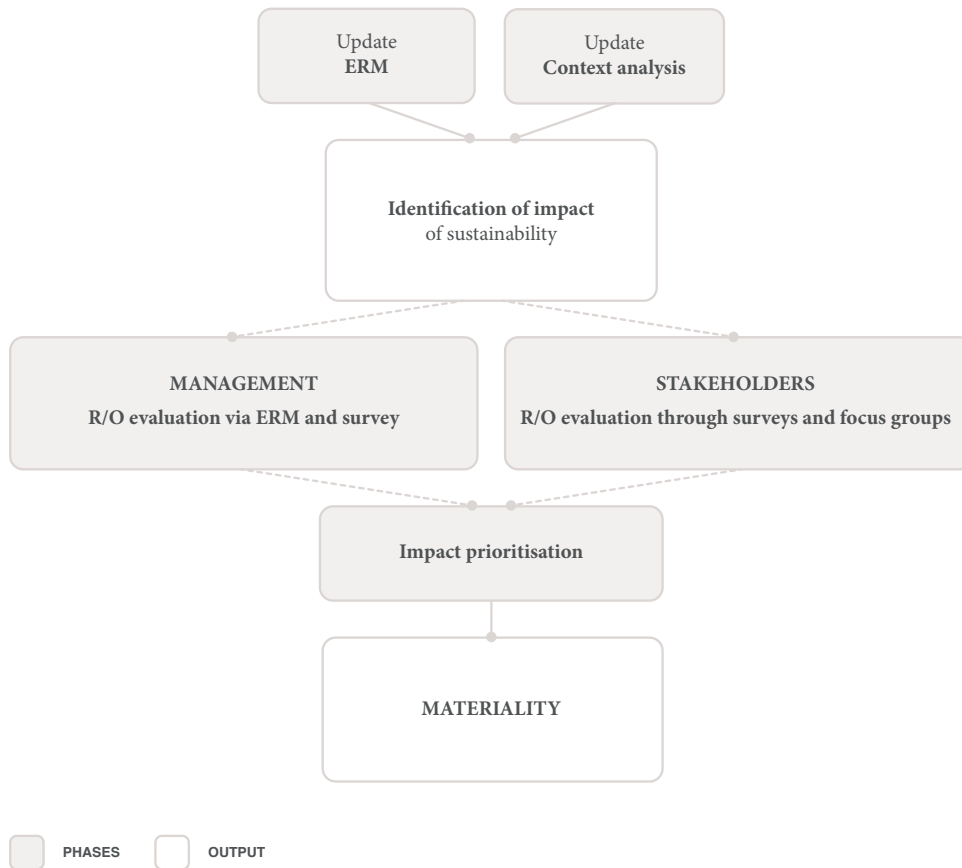 Update
ERM
Update
Context analysis
Identification of impact
of sustainability
MANAGEMENT
R/O evaluation via ERM and survey
STAKEHOLDERS
R/O evaluation through surveys and focus groups
Impact prioritisation
MATERIALITY
PHASES
OUTPUT